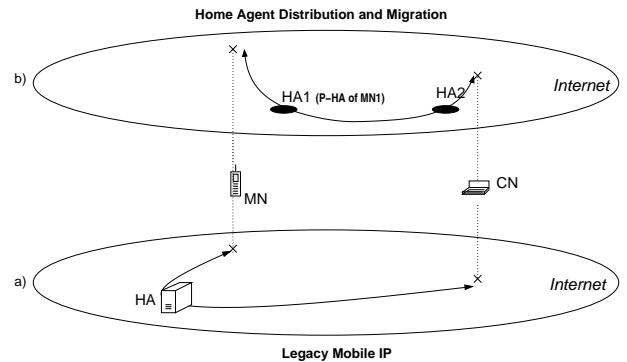 Home Agent Distribution and Migration
b)
HA1 (P-HA of MN1)
HA2
Internet
MN
CN
a)
HA
Internet
Legacy Mobile IP